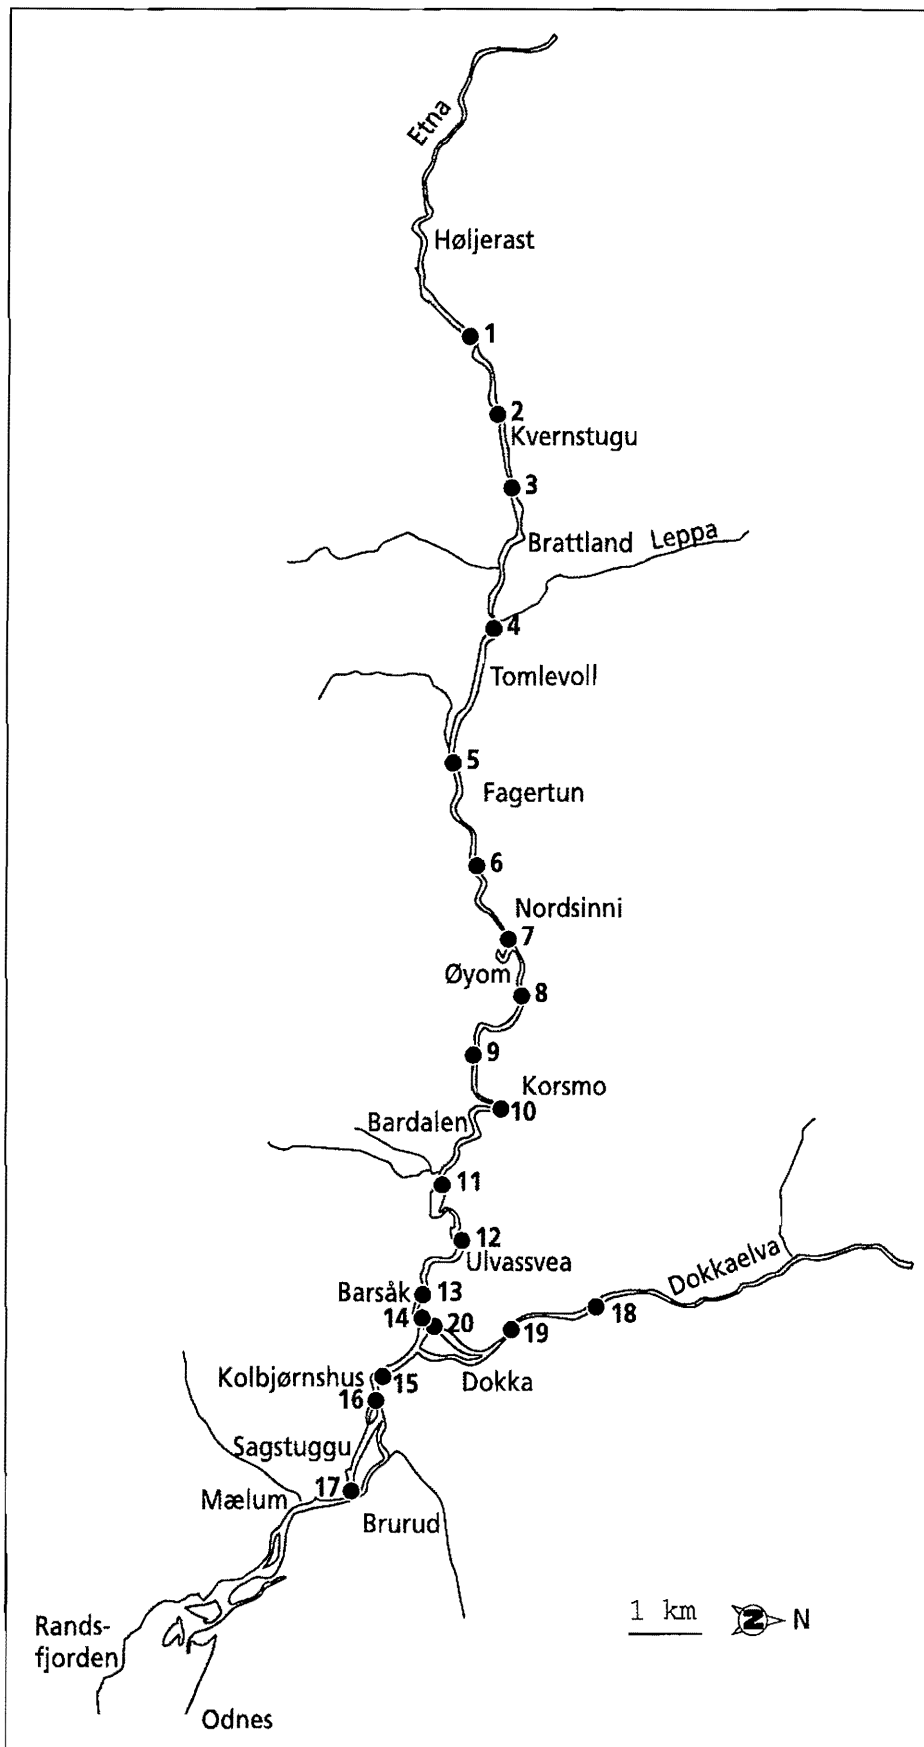 Etna
Høljerast
1
2
Kvernstugu
3
Brattland
Leppa
4
Tomlevoll
5
Fagertun
6
Nordsinni
7
Øyom
8
9
Korsmo
10
Bardalen
11
12
Ulvassvea
Dokkaelva
Barsåk
13
14
20
19
18
Kolbjørnshus
15
Dokka
16
Sagstuggu
17
Mælum
Brurud
Rands-
fjorden
1 km
N
N
Odnes